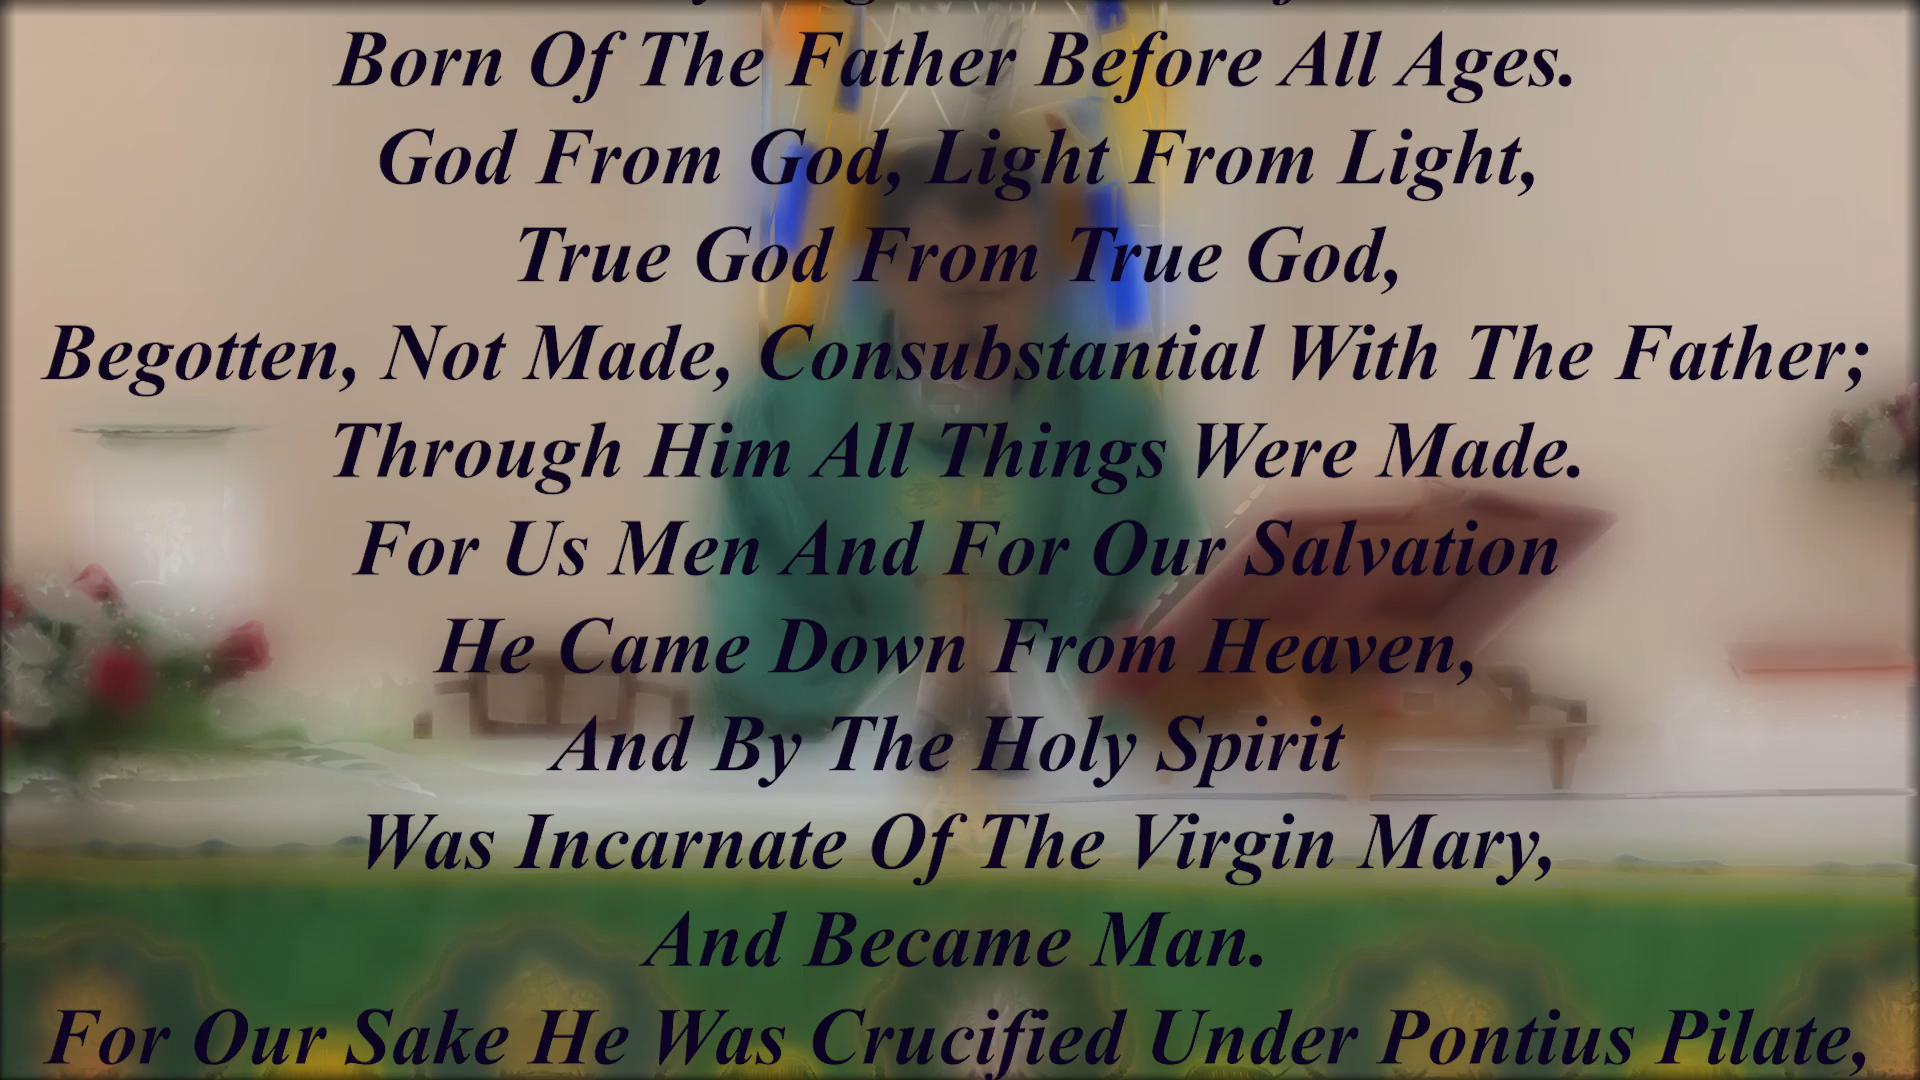 Born Of The Father Before All Ages.
God From God, Light From Light,
True God From True God,
Begotten, Not Made, Consubstantial With The Father;
Through Him All Things Were Made.
For Us Men And For Our Salvation
He Came Down From Heaven,
And By The Holy Spirit
Was Incarnate Of The Virgin Mary,
And Became Man.
For Our Sake He Was Crucified Under Pontius Pilate,